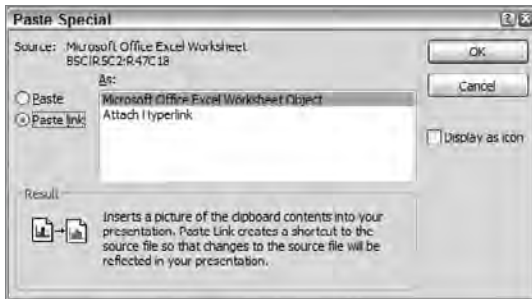 Paste Special
Source: Microsoft Office Excel Worksheet
BSC!R5C2:R47C18
As:
Paste
Paste link
Microsoft Office Excel Worksheet Object
Attach Hyperlink
OK
Cancel
Display as icon
Result
Inserts a picture of the clipboard contents into your
presentation. Paste Link creates a shortcut to the
source file so that changes to the source file will be
reflected in your presentation.